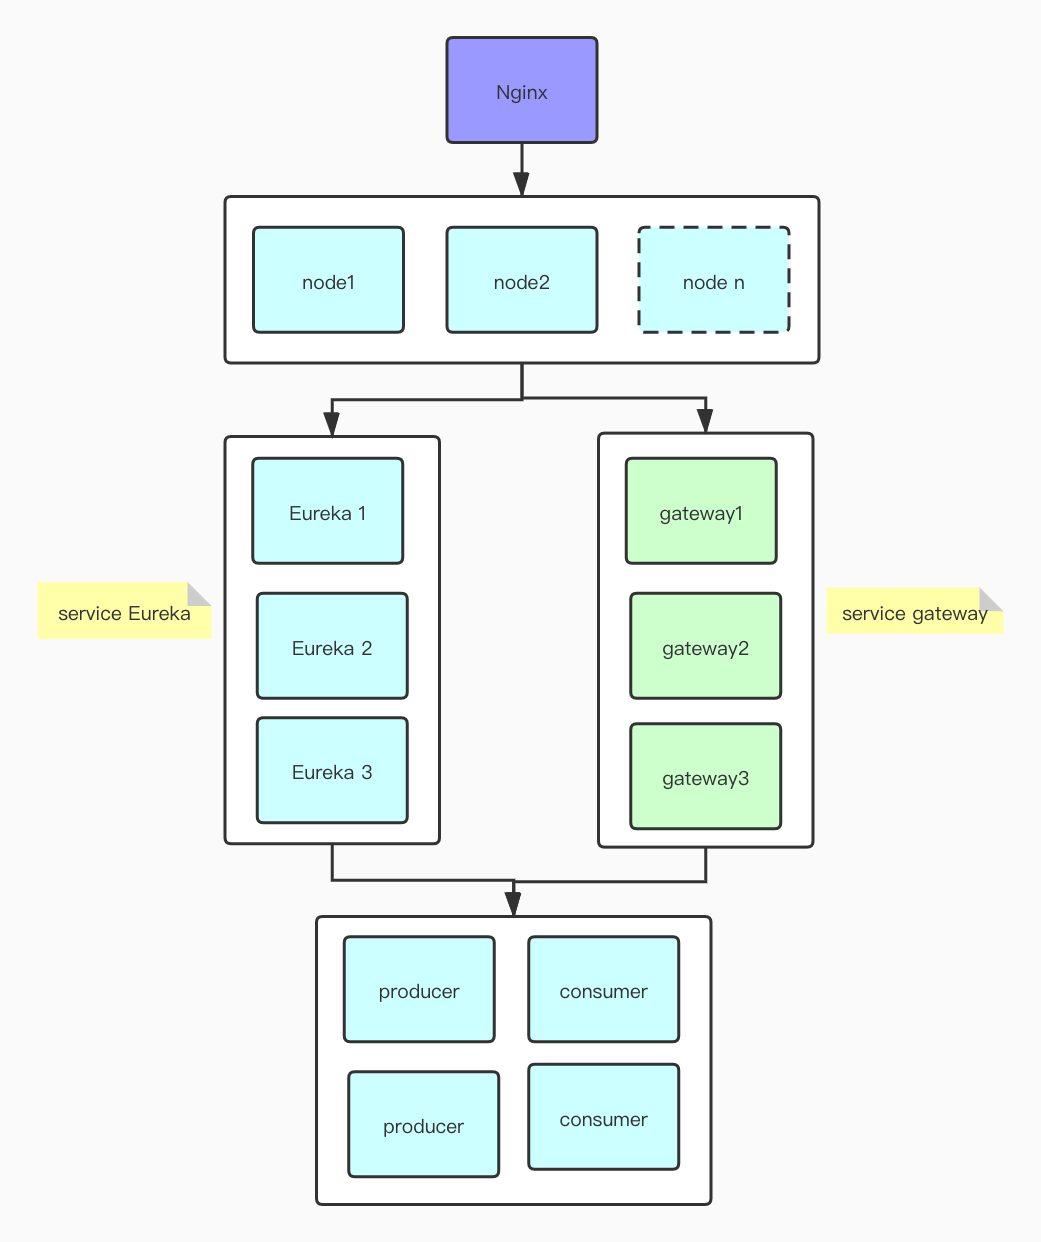 Nginx
node1
node2
node n
Eureka 1
gateway1
service Eureka
service gateway
Eureka 2
gateway2
Eureka 3
gateway3
producer
consumer
producer
consumer